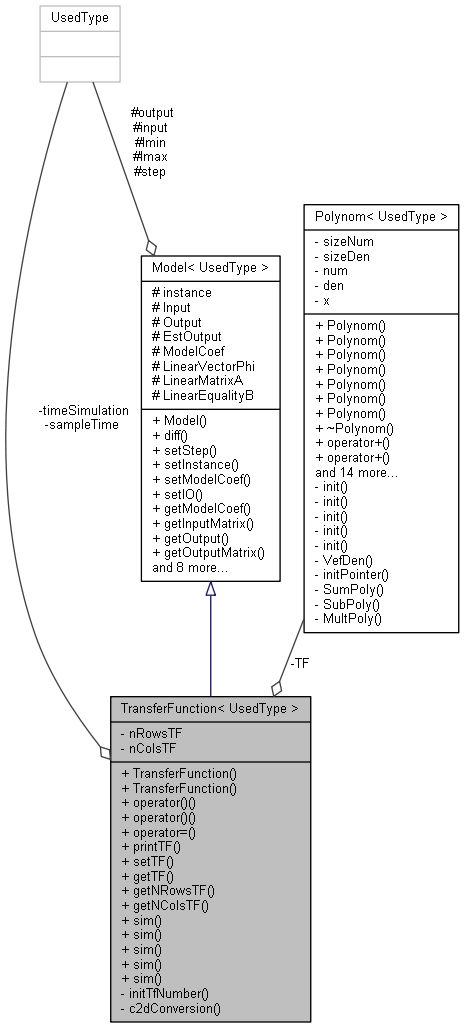 UsedType
#output
#input
#lmin
#lmax
#step
Polynom< UsedType >
- sizeNum
- sizeDen
- num
- den
- x
+ Polynom()
+ Polynom()
+ Polynom()
+ Polynom()
+ Polynom()
+ Polynom()
+ Polynom()
+ ~Polynom()
+ operator+()
+ operator+()
and 14 more...
- init()
- init()
- init()
- init()
- init()
- VefDen()
- initPointer()
- SumPoly()
- SubPoly()
- MultPoly()
Model< UsedType >
# instance
# Input
# Output
# EstOutput
# ModelCoef
# LinearVectorPhi
# LinearMatrixA
# LinearEqualityB
+ Model()
+ diff()
+ setStep()
+ setInstance()
+ setModelCoef()
+ setIO()
+ getModelCoef()
+ getInputMatrix()
+ getOutput()
+ getOutputMatrix()
and 8 more...
-timeSimulation
-sampleTime
-TF
TransferFunction< UsedType >
- nRowsTF
- nColsTF
+ TransferFunction()
+ TransferFunction()
+ operator()()
+ operator()()
+ operator=()
+ printTF()
+ setTF()
+ getTF()
+ getNRowsTF()
+ getNColsTF()
+ sim()
+ sim()
+ sim()
+ sim()
+ sim()
- initTfNumber()
- c2dConversion()